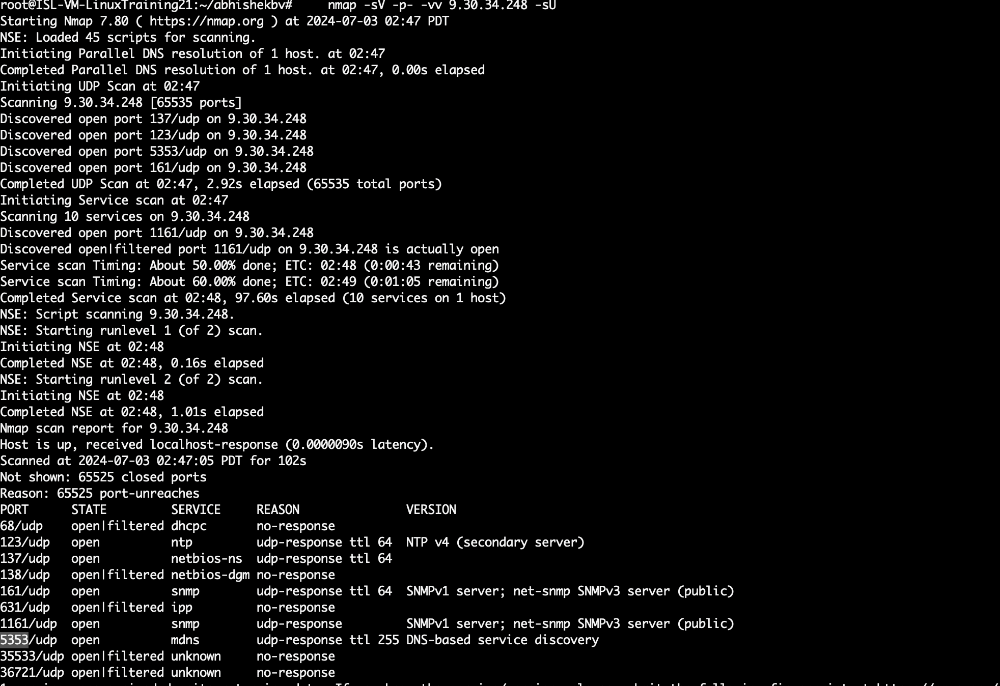 root@ISL-VM-LinuxTraining21:~/abhishekbv#     nmap -sV -p- -vv 9.30.34.248 -sU
Starting Nmap 7.80 ( https://nmap.org ) at 2024-07-03 02:47 PDT
NSE: Loaded 45 scripts for scanning.
Initiating Parallel DNS resolution of 1 host. at 02:47
Completed Parallel DNS resolution of 1 host. at 02:47, 0.00s elapsed
Initiating UDP Scan at 02:47
Scanning 9.30.34.248 [65535 ports]
Discovered open port 137/udp on 9.30.34.248
Discovered open port 123/udp on 9.30.34.248
Discovered open port 5353/udp on 9.30.34.248
Discovered open port 161/udp on 9.30.34.248
Completed UDP Scan at 02:47, 2.92s elapsed (65535 total ports)
Initiating Service scan at 02:47
Scanning 10 services on 9.30.34.248
Discovered open port 1161/udp on 9.30.34.248
Discovered open|filtered port 1161/udp on 9.30.34.248 is actually open
Service scan Timing: About 50.00% done; ETC: 02:48 (0:00:43 remaining)
Service scan Timing: About 60.00% done; ETC: 02:49 (0:01:05 remaining)
Completed Service scan at 02:48, 97.60s elapsed (10 services on 1 host)
NSE: Script scanning 9.30.34.248.
NSE: Starting runlevel 1 (of 2) scan.
Initiating NSE at 02:48
Completed NSE at 02:48, 0.16s elapsed
NSE: Starting runlevel 2 (of 2) scan.
Initiating NSE at 02:48
Completed NSE at 02:48, 1.01s elapsed
Nmap scan report for 9.30.34.248
Host is up, received localhost-response (0.0000090s latency).
Scanned at 2024-07-03 02:47:05 PDT for 102s
Not shown: 65525 closed ports
Reason: 65525 port-unreaches
PORT      STATE         SERVICE     REASON               VERSION
68/udp    open|filtered dhcpc       no-response
123/udp   open          ntp         udp-response ttl 64  NTP v4 (secondary server)
137/udp   open          netbios-ns  udp-response ttl 64
138/udp   open|filtered netbios-dgm no-response
161/udp   open          snmp        udp-response ttl 64  SNMPv1 server; net-snmp SNMPv3 server (public)
631/udp   open|filtered ipp         no-response
1161/udp  open          snmp        udp-response         SNMPv1 server; net-snmp SNMPv3 server (public)
5353/udp  open          mdns        udp-response ttl 255 DNS-based service discovery
35533/udp open|filtered unknown     no-response
36721/udp open|filtered unknown     no-response